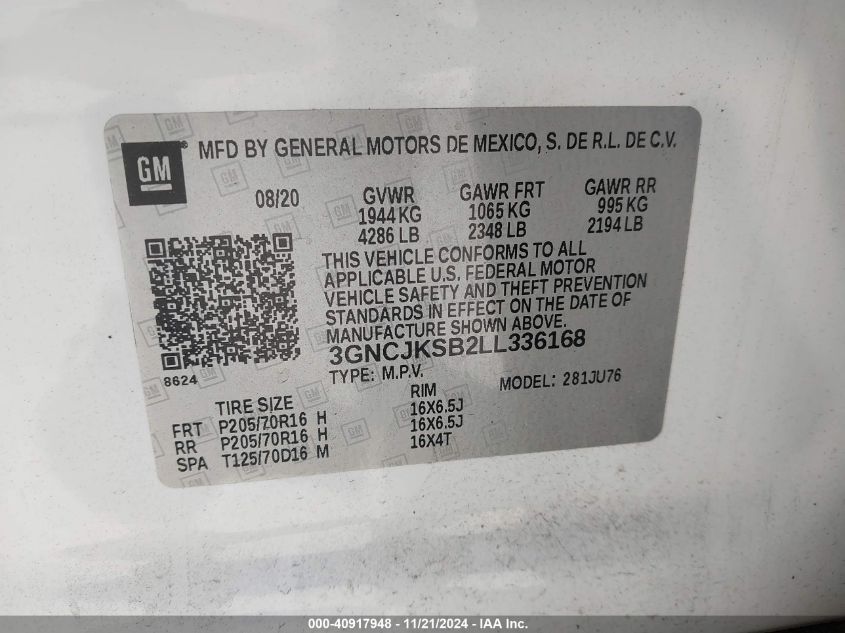 GM
MFD BY GENERAL MOTORS DE MEXICO, S. DE R.L. DE C.V.
08/20 GVWR GAWR FRT GAWR RR
1944 KG 1065 KG 995 KG
4286 LB 2348 LB 2194 LB
THIS VEHICLE CONFORMS TO ALL
APPLICABLE U.S. FEDERAL MOTOR
VEHICLE SAFETY AND THEFT PREVENTION
STANDARDS IN EFFECT ON THE DATE OF
MANUFACTURE SHOWN ABOVE.
3GNCJKSB2LL336168
8624 TYPE: M.P.V. MODEL: 281JU76
TIRE SIZE RIM
FRT P205/70R16 H 16X6.5J
RR P205/70R16 H 16X6.5J
SPA T125/70D16 M 16X4T
000-40917948 - 11/21/2024 - IAA Inc.